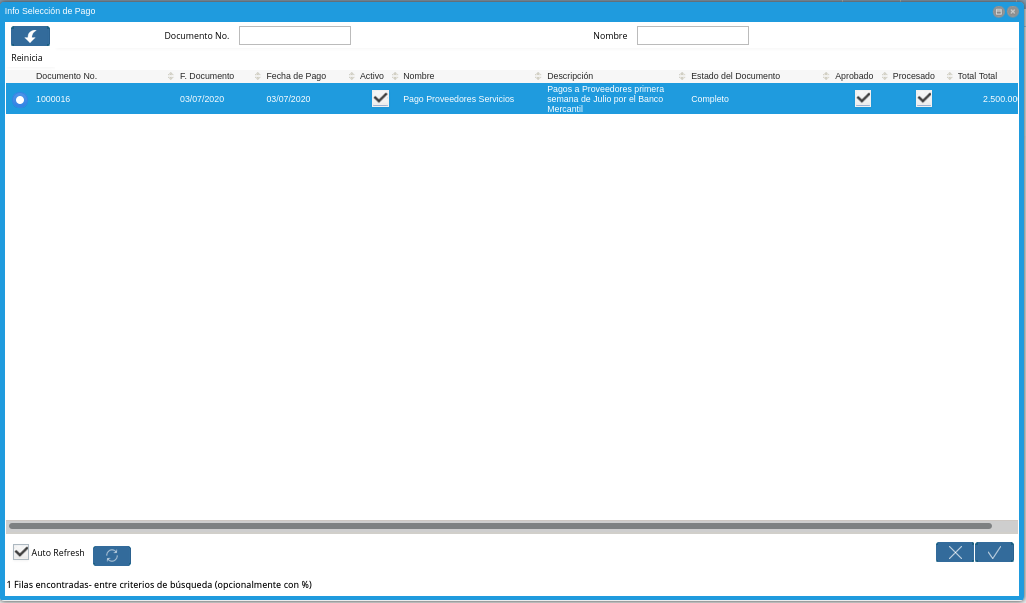 Info Selección de Pago
Documento No. Nombre
Reinicia
Documento No. F. Documento Fecha de Pago Activo Nombre Descripción Estado del Documento Aprobado Procesado Total Total
1000016 03/07/2020 03/07/2020 Pago Proveedores Servicios Pagos a Proveedores primera
semana de Julio por el Banco
Mercantil
Completo 2.500.00
Auto Refresh
1 Filas encontradas- entre criterios de búsqueda (opcionalmente con %)